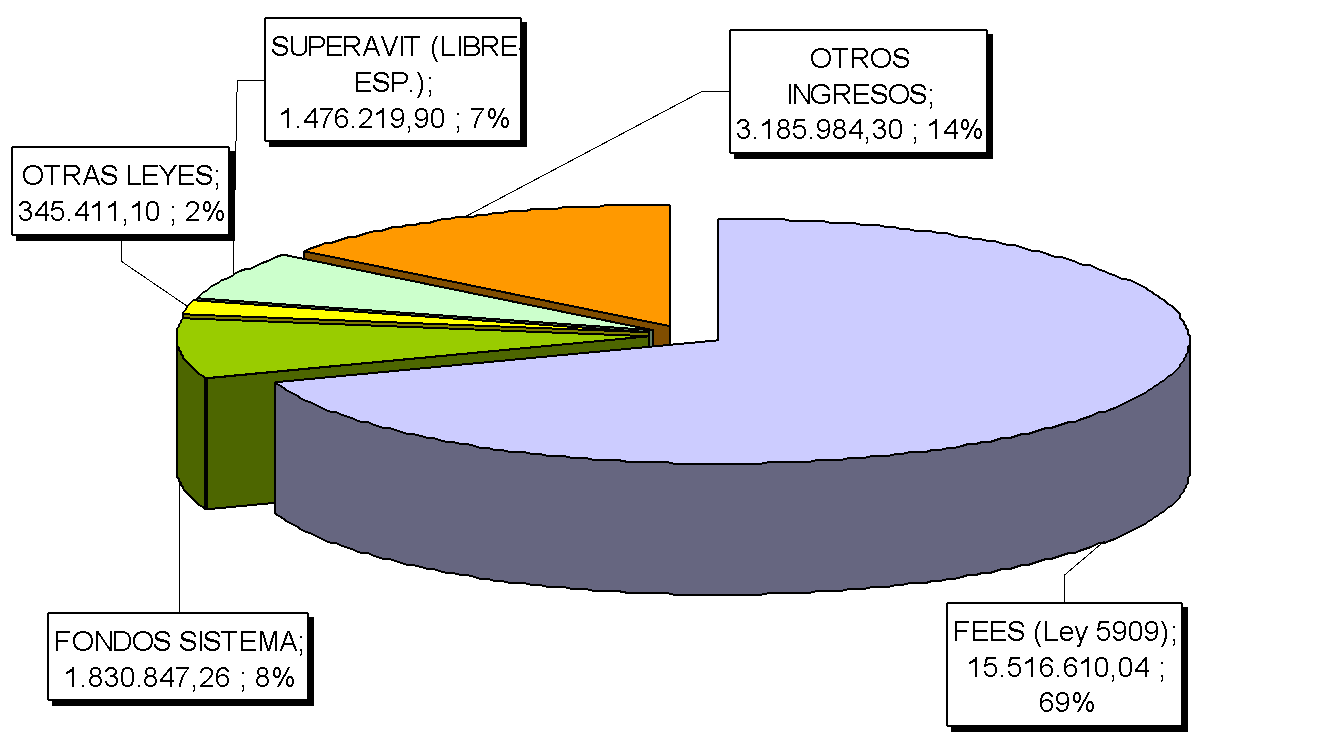 SUPERAVIT (LIBRE-
ESP.);
1.476.219,90 ; 7%
OTROS
INGRESOS;
3.185.984,30 ; 14%
OTRAS LEYES;
345.411,10 ; 2%
FONDOS SISTEMA;
1.830.847,26 ; 8%
FEES (Ley 5909);
15.516.610,04 ;
69%